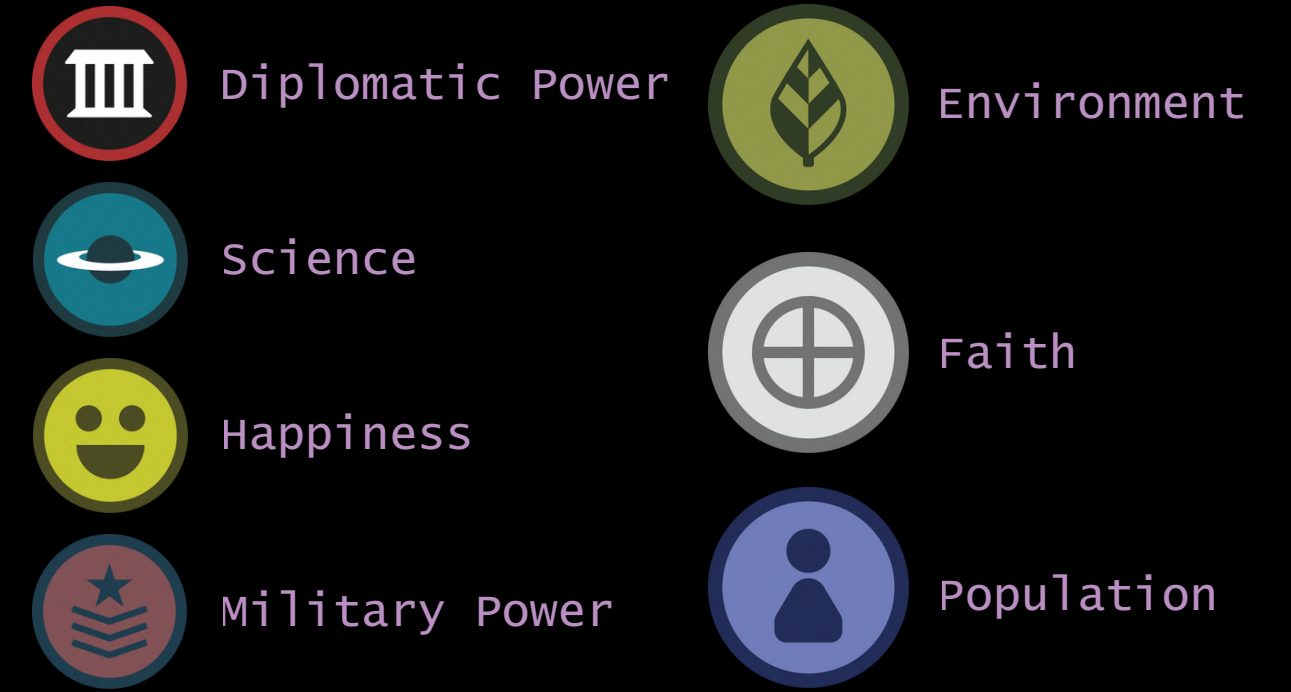 Diplomatic Power
Science
Happiness
Military Power
Environment
Faith
Population